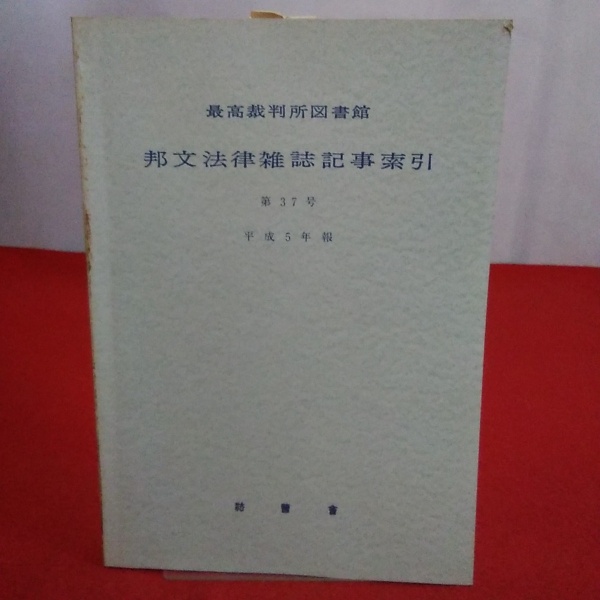 最高裁判所図書館
邦文法律雑誌記事索引
第37号
平成5年報